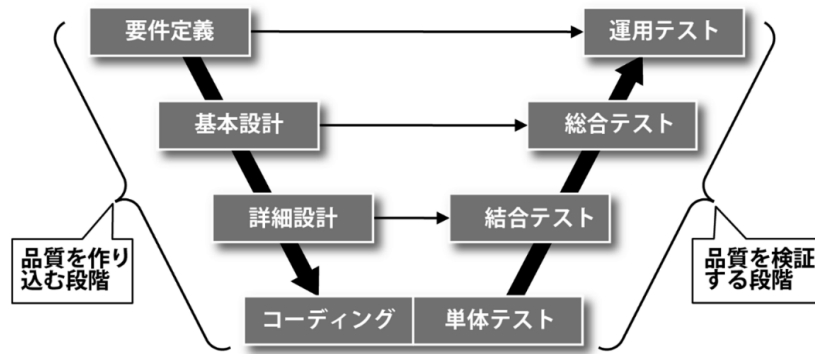 要件定義
運用テスト
基本設計
総合テスト
詳細設計
結合テスト
品質を作り
込む段階
品質を検証
する段階
コーディング
単体テスト